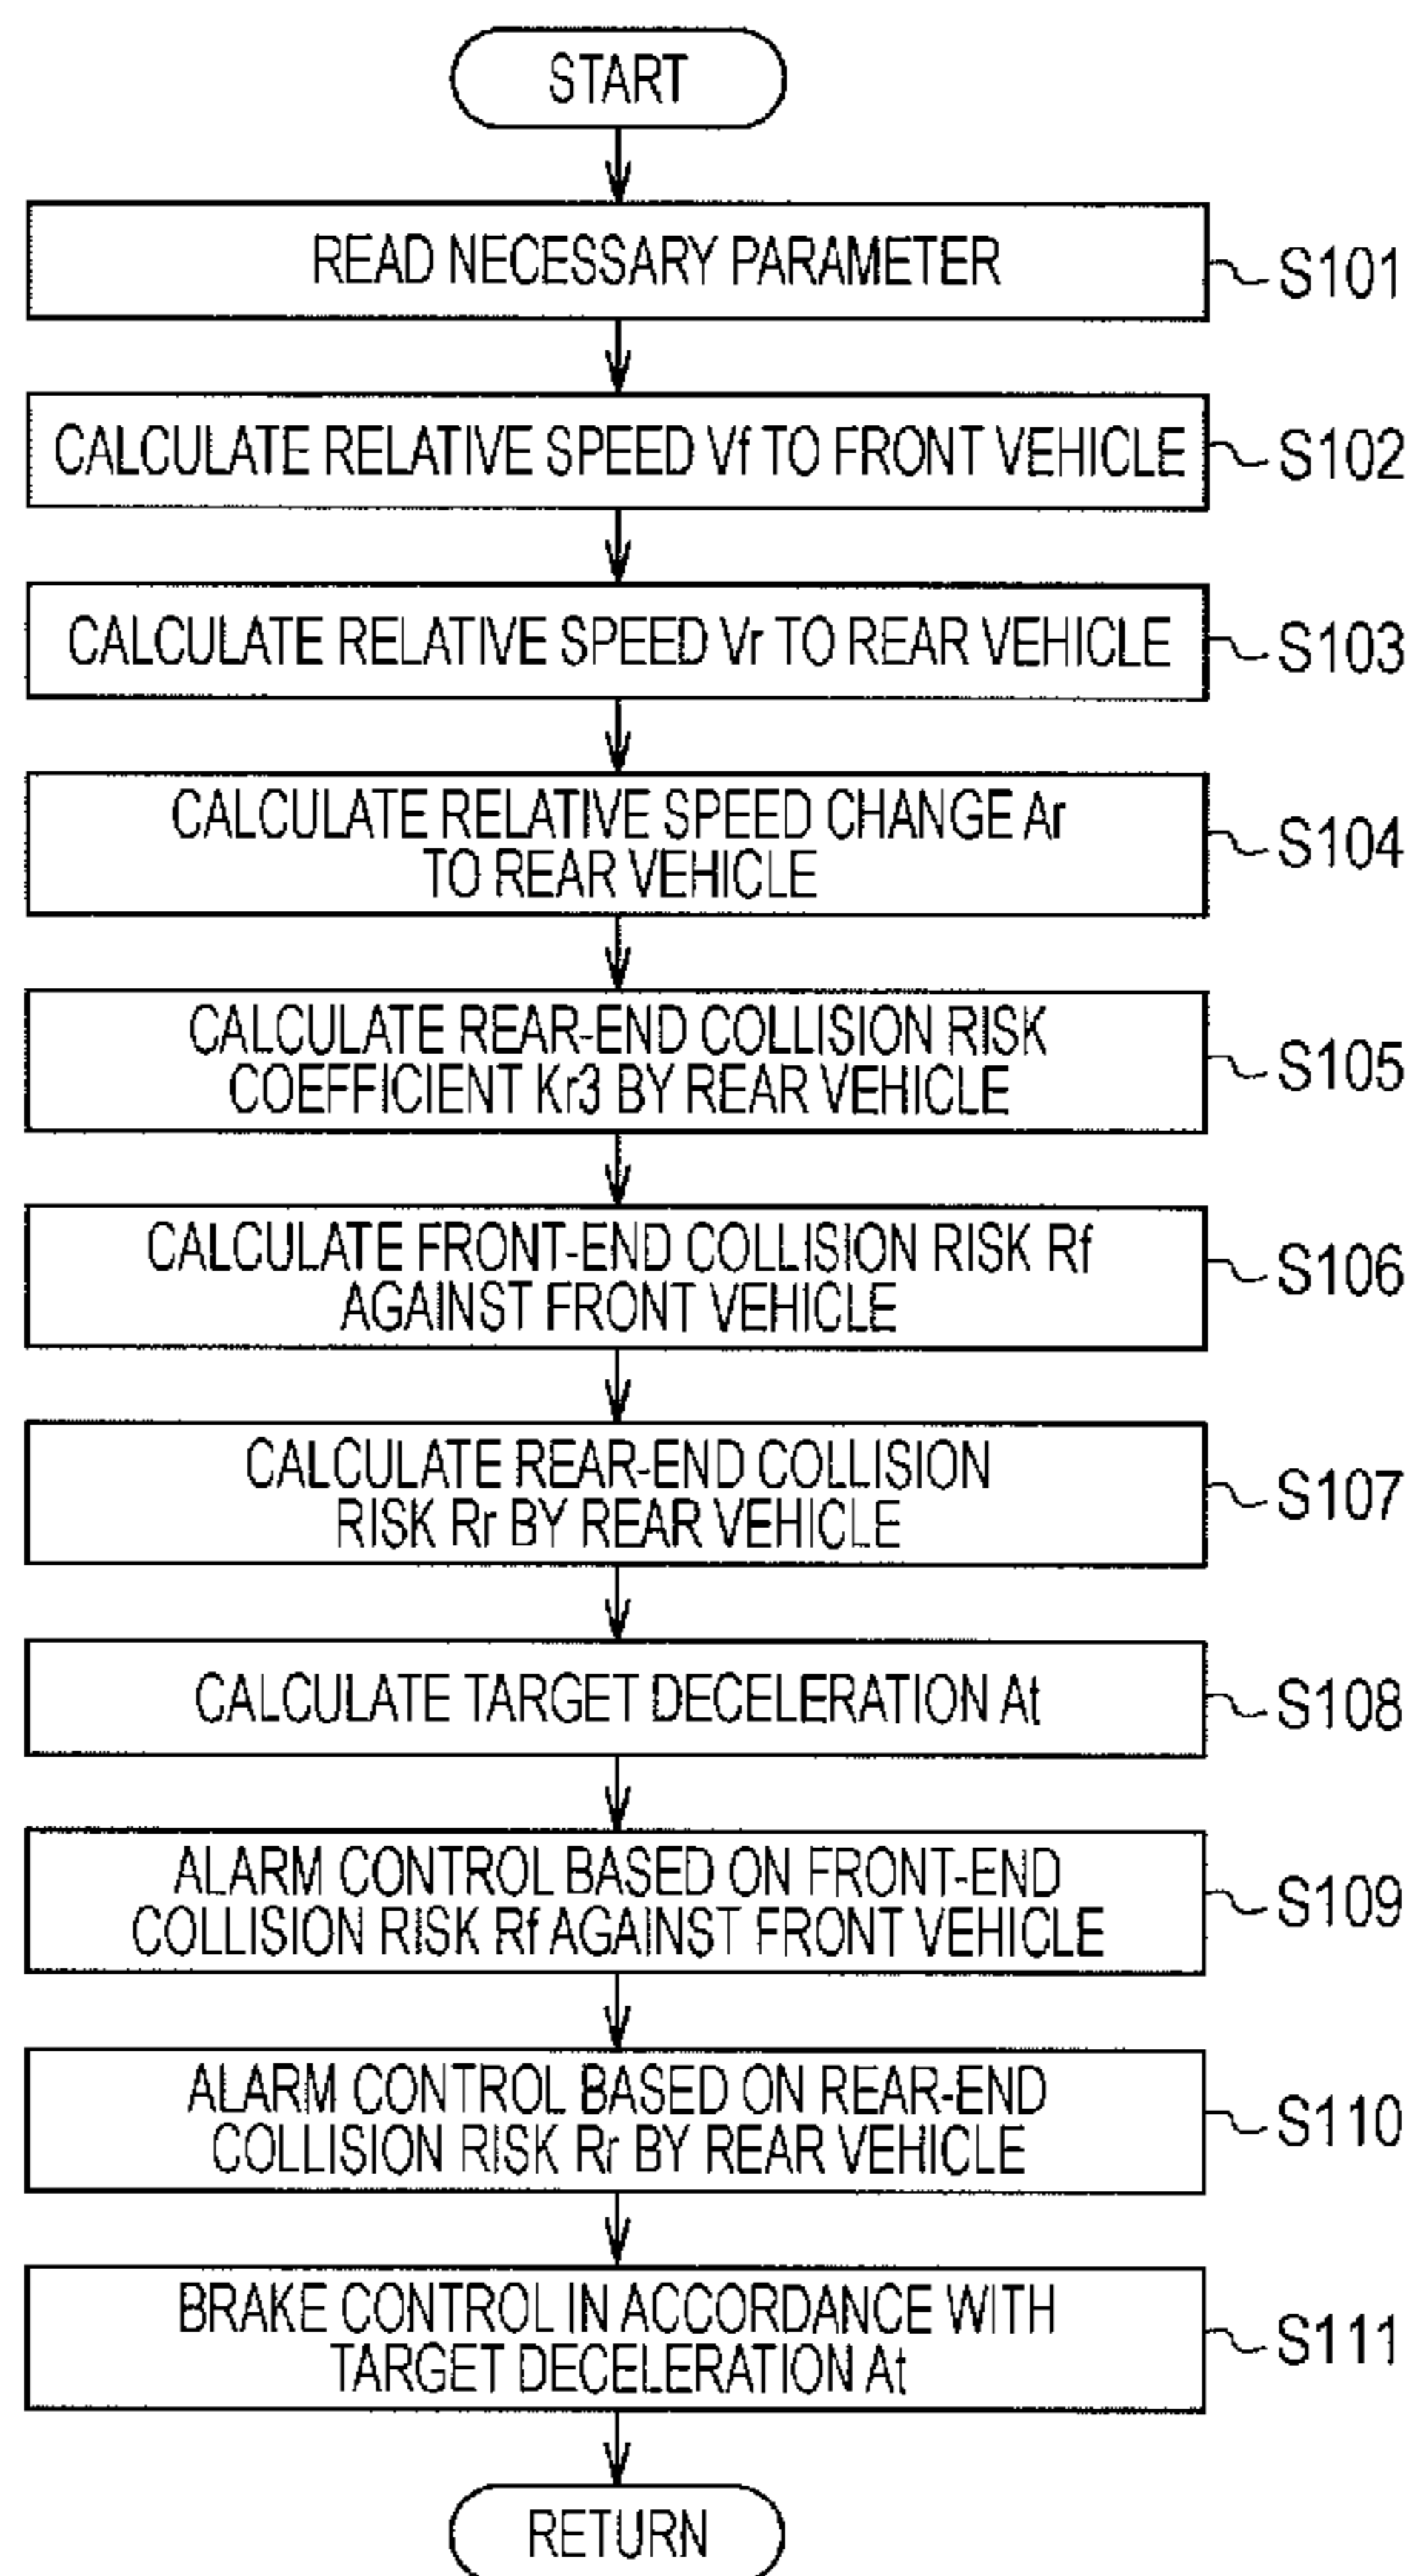 START
READ NECESSARY PARAMETER
S101
CALCULATE RELATIVE SPEED Vf TO FRONT VEHICLE
S102
CALCULATE RELATIVE SPEED Vr TO REAR VEHICLE
S103
CALCULATE RELATIVE SPEED CHANGE Ar
TO REAR VEHICLE
S104
CALCULATE REAR-END COLLISION RISK
COEFFICIENT Kr3 BY REAR VEHICLE
S105
CALCULATE FRONT-END COLLISION RISK Rf
AGAINST FRONT VEHICLE
S106
CALCULATE REAR-END COLLISION
RISK Rr BY REAR VEHICLE
S107
CALCULATE TARGET DECELERATION At
S108
ALARM CONTROL BASED ON FRONT-END
COLLISION RISK Rf AGAINST FRONT VEHICLE
S109
ALARM CONTROL BASED ON REAR-END
COLLISION RISK Rr BY REAR VEHICLE
S110
BRAKE CONTROL IN ACCORDANCE WITH
TARGET DECELERATION At
S111
RETURN